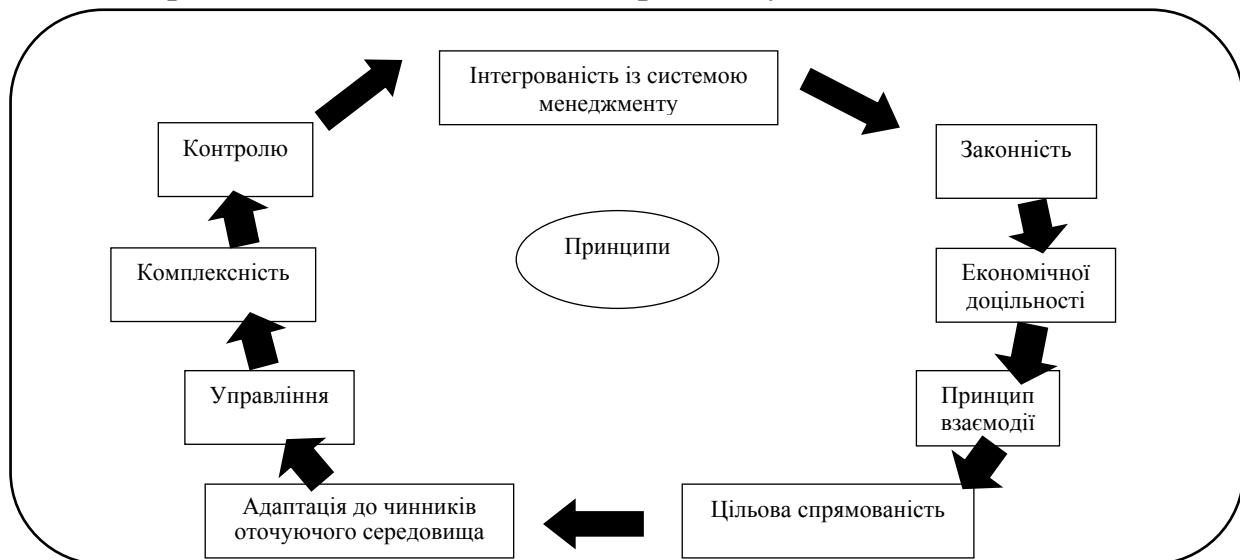 Інтегрованість із системою
менеджменту
Законність
Економічної
доцільності
Принцип
взаємодії
Цільова спрямованість
Адаптація до чинників
оточуючого середовища
Управління
Комплексність
Контролю
Принципи